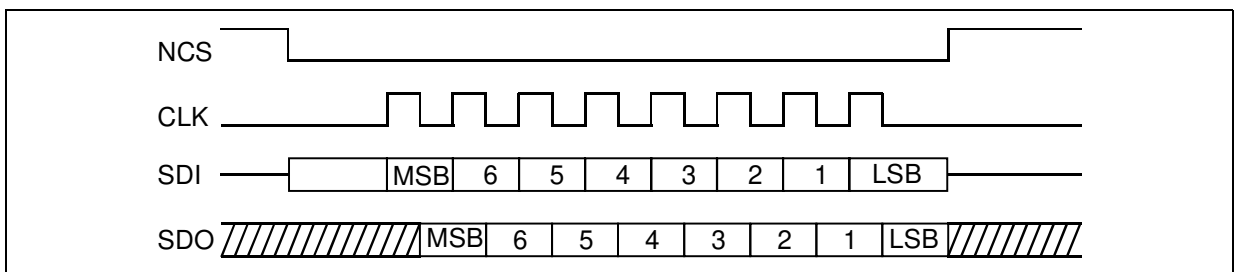 NCS
CLK
SDI MSB 6 5 4 3 2 1 LSB
SDO MSB 6 5 4 3 2 1 LSB